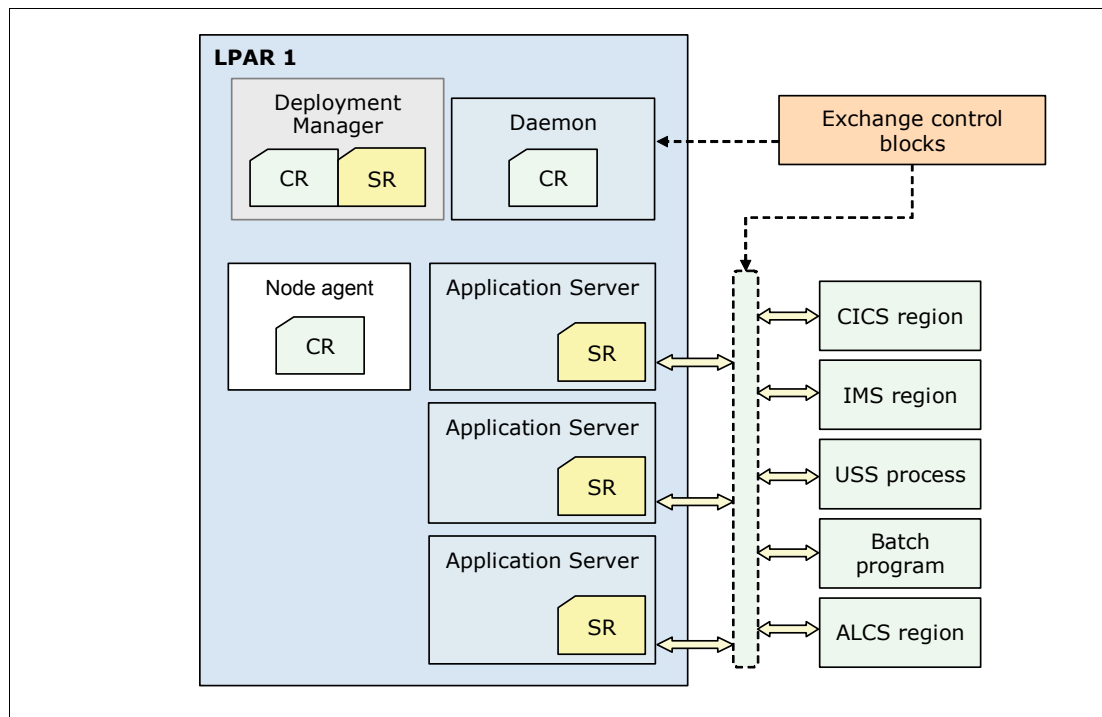 LPAR 1
Deployment
Manager
CR
SR
Daemon
CR
Exchange control
blocks
Node agent
CR
Application Server
SR
Application Server
SR
Application Server
SR
CICS region
IMS region
USS process
Batch
program
ALCS region